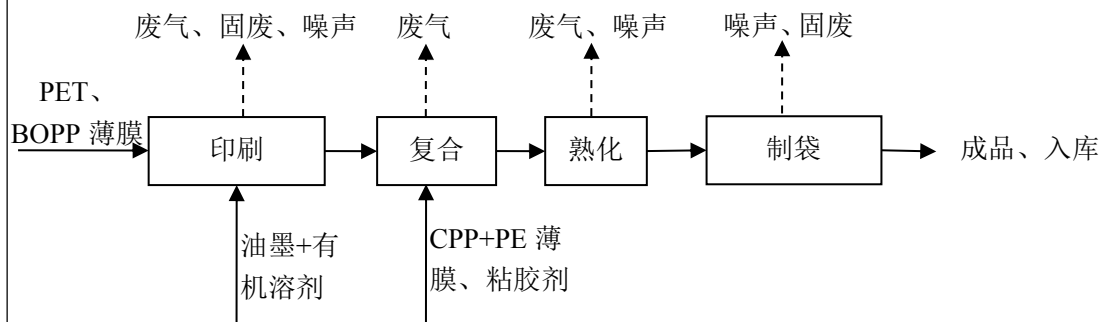 废气、固废、噪声
废气
废气、噪声
噪声、固废
PET、
BOPP 薄膜
印刷
复合
熟化
制袋
成品、入库
油墨+有
机溶剂
CPP+PE 薄
膜、粘胶剂